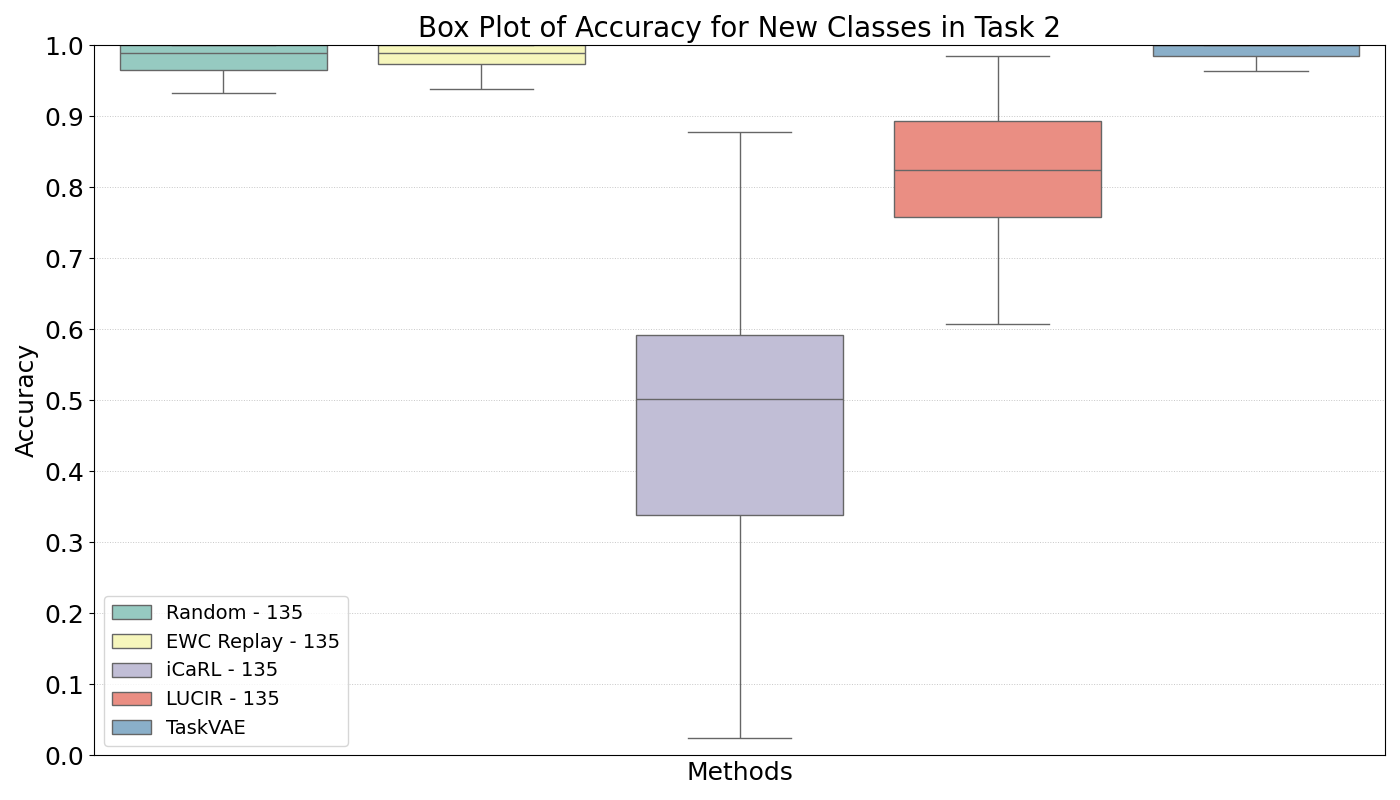 Box Plot of Accuracy for New Classes in Task 2
1.0
0.9
0.8
0.7
0.6
0.5
0.4
0.3
0.2
0.1
0.0
Accuracy
Random - 135
EWC Replay - 135
iCaRL - 135
LUCIR - 135
TaskVAE
Methods